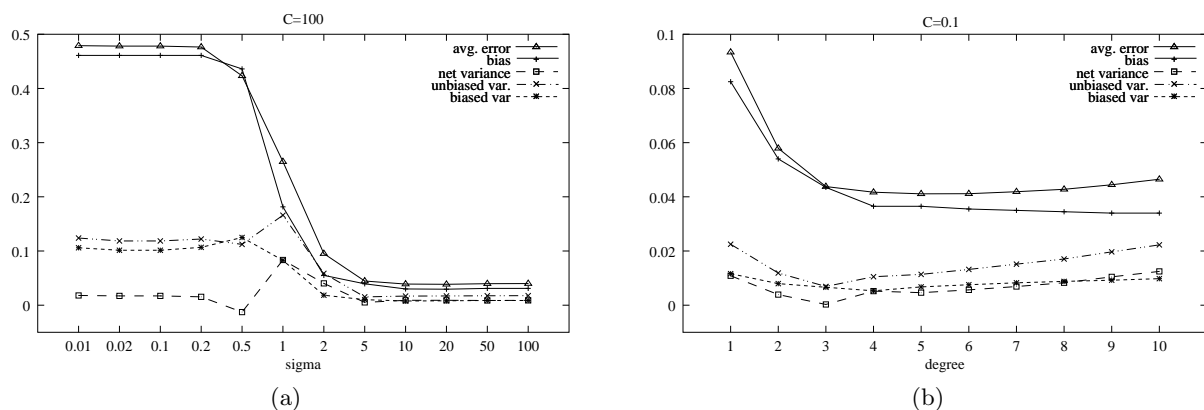 C=100
0.5
0.4
0.3
0.2
0.1
0
avg. error
bias
net variance
unbiased var.
biased var
0.01 0.02 0.1 0.2 0.5 1 2 5 10 20 50 100
sigma
(a)
C=0.1
0.1
0.08
0.06
0.04
0.02
0
avg. error
bias
net variance
unbiased var.
biased var
1 2 3 4 5 6 7 8 9 10
degree
(b)